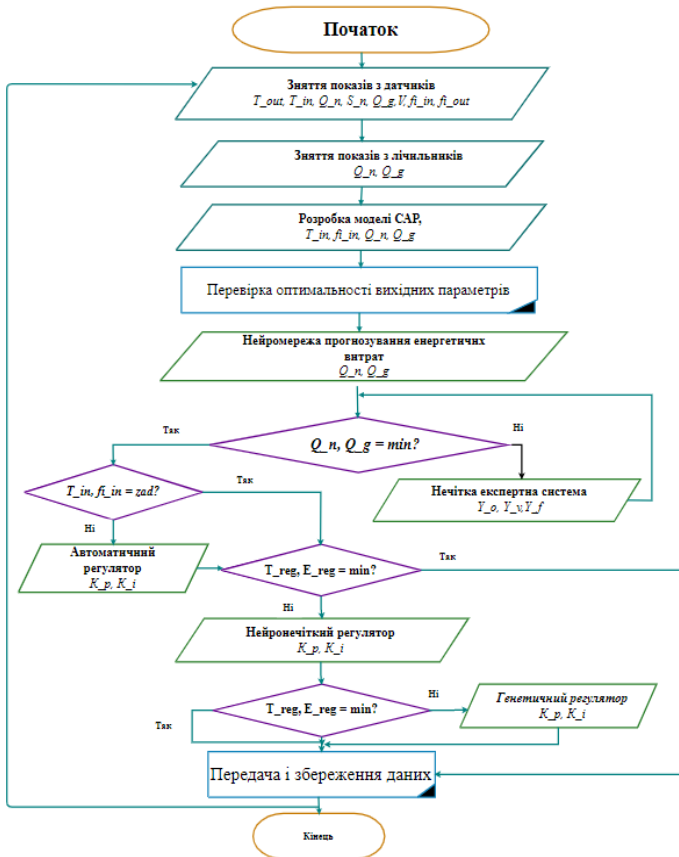 Початок
Зняття показів з датчиків
T_out, T_in, Q_n, S_n, Q_g,V, fi_in, fi_out
Зняття показів з лічильників
Q_n, Q_g
Розробка моделі САР,
T_in, fi_in, Q_n, Q_g
Перевірка оптимальності вихідних параметрів
Нейромережа прогнозування енергетичних
витрат
Q_n, Q_g
Так
Q_n, Q_g = min?
Ні
T_in, fi_in = zad?
Так
Нечітка експертна система
Y_o, Y_v,Y_f
Ні
Автоматичний
регулятор
K_p, K_i
T_reg, E_reg = min?
Так
Ні
Нейронечіткий регулятор
K_p, K_i
T_reg, E_reg = min?
Ні
Так
Генетичний регулятор
K_p, K_i
Передача і збереження даних
Кінець